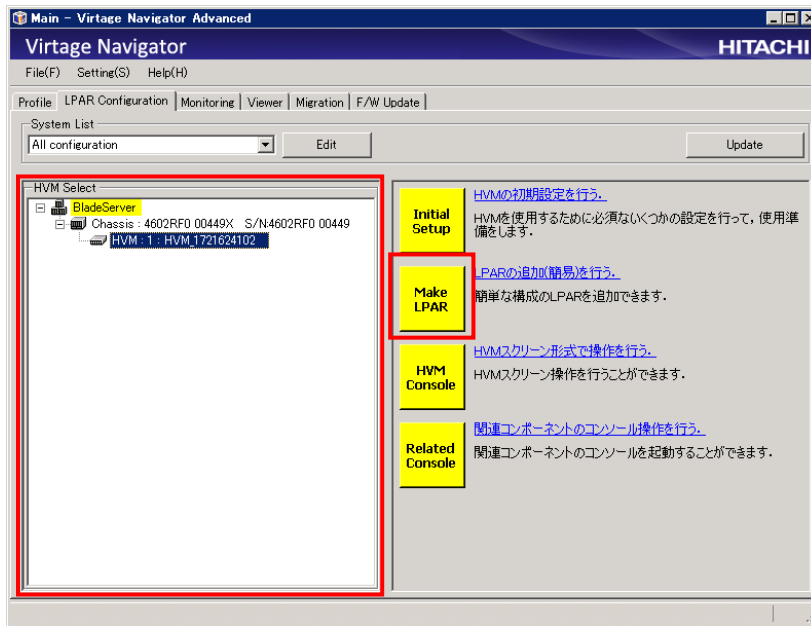 Main - Virtage Navigator Advanced
Virtage Navigator
HITACHI
File(F) Setting(S) Help(H)
Profile LPAR Configuration Monitoring Viewer Migration F/W Update
System List
All configuration Edit Update
HVM Select
BladeServer
Chassis : 4602RF0 00449X S/N:4602RF0 00449
HVM : 1 : HVM_1721624102
Initial
Setup
HVMの初期設定を行う.
HVMを使用するために必須ないくつかの設定を行って, 使用準
備をします.
Make
LPAR
LPARの追加(簡易)を行う.
簡単な構成のLPARを追加できます.
HVM
Console
HVMスクリーン形式で操作を行う.
HVMスクリーン操作を行うことができます.
Related
Console
関連コンポーネントのコンソール操作を行う.
関連コンポーネントのコンソールを起動することができます.